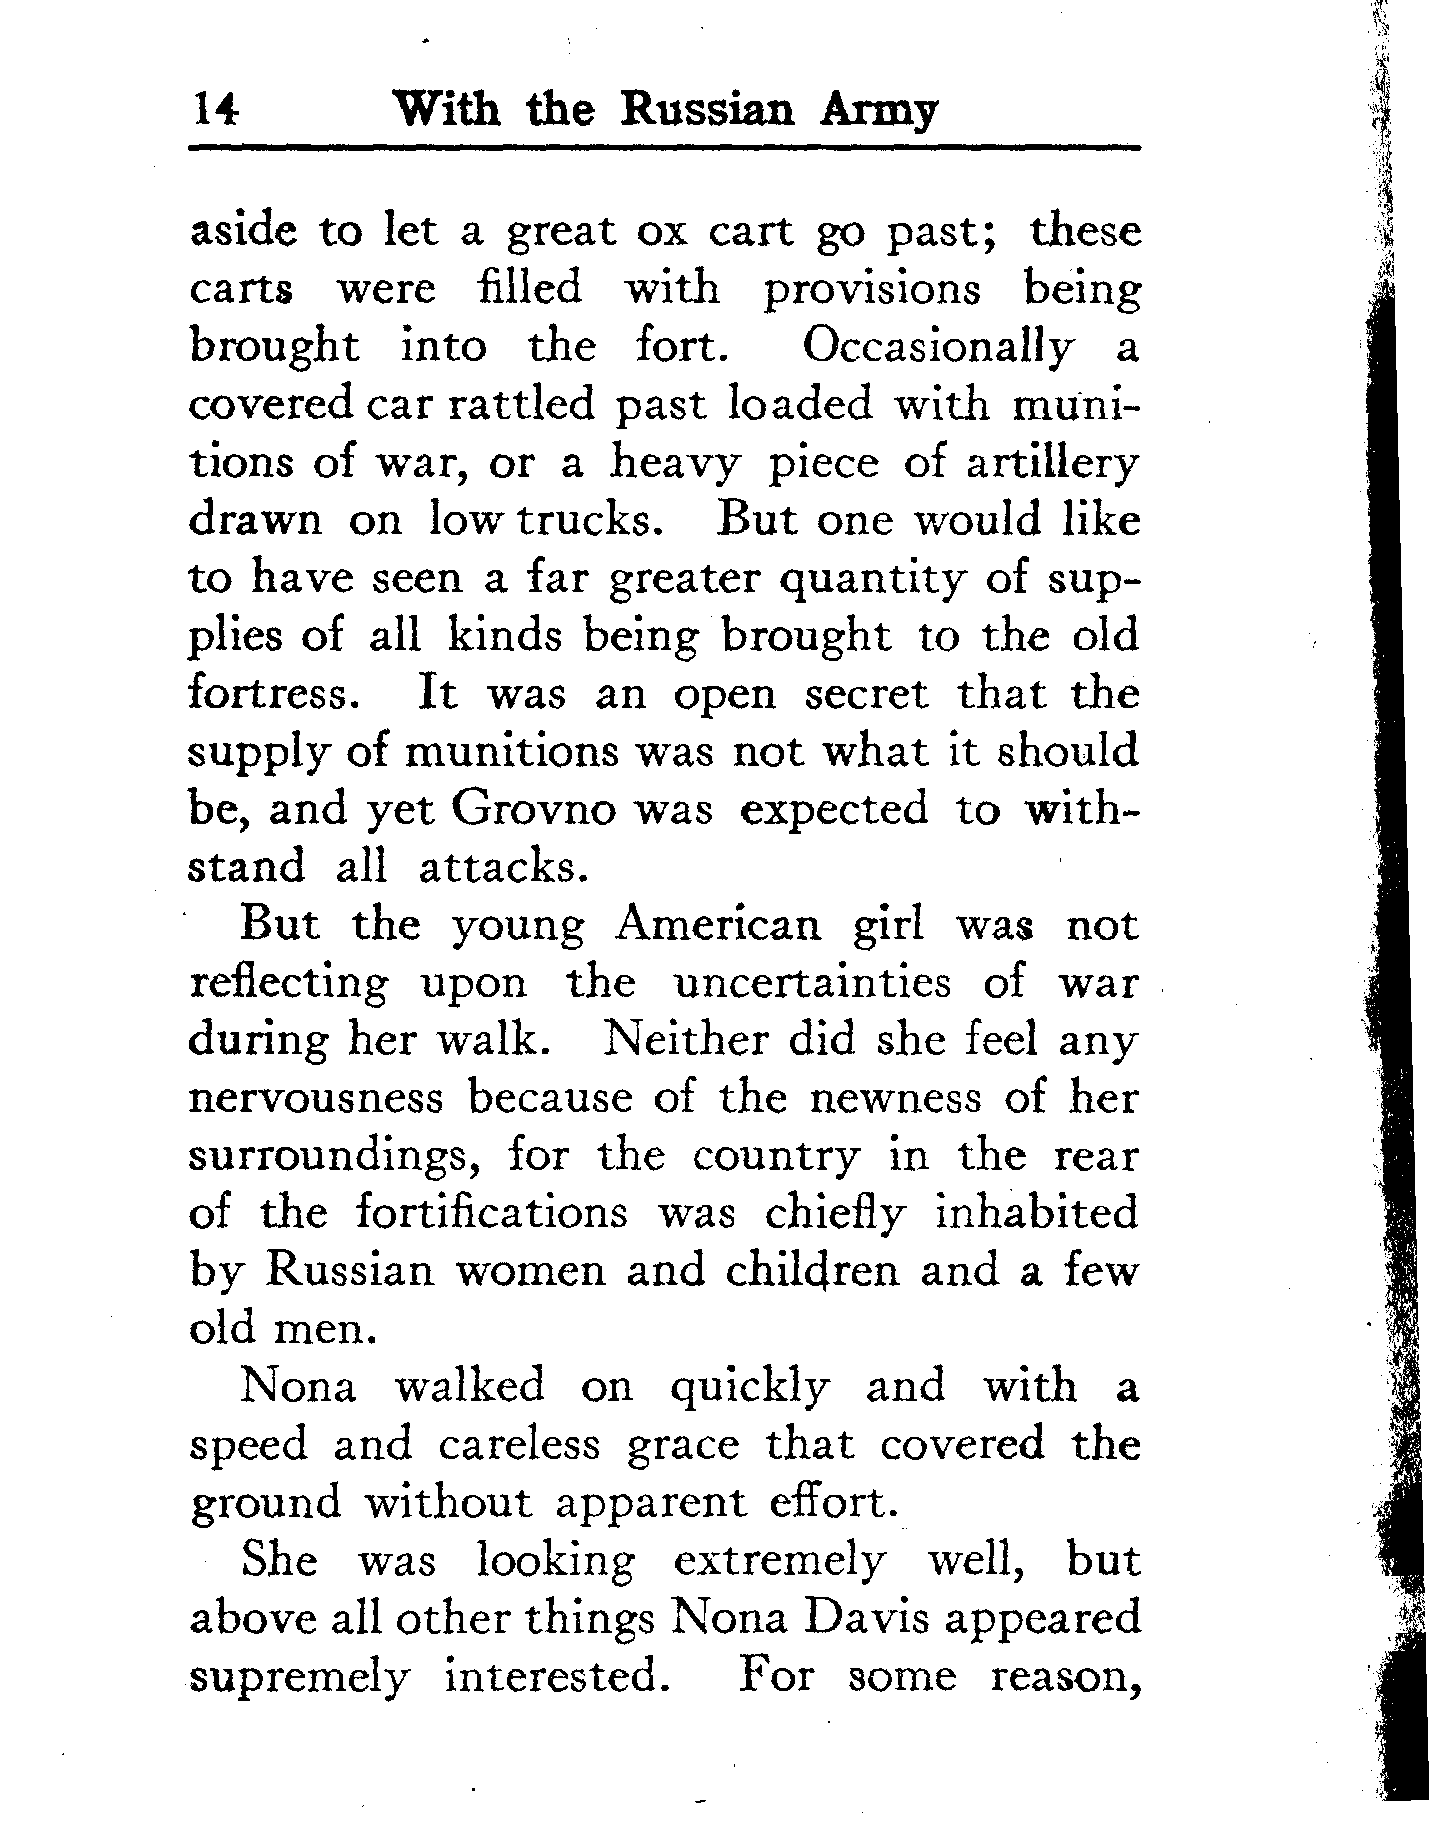 14 With the Russian Army
aside to let a great ox cart go past; these
carts were filled with provisions being
brought into the fort. Occasionally a
covered car rattled past loaded with muni-
tions of war, or a heavy piece of artillery
drawn on low trucks. But one would like
to have seen a far greater quantity of sup-
plies of all kinds being brought to the old
fortress. It was an open secret that the
supply of munitions was not what it should
be, and yet Grovno was expected to with-
stand all attacks.
But the young American girl was not
reflecting upon the uncertainties of war
during her walk. Neither did she feel any
nervousness because of the newness of her
surroundings, for the country in the rear
of the fortifications was chiefly inhabited
by Russian women and children and a few
old men.
Nona walked on quickly and with a
speed and careless grace that covered the
ground without apparent effort.
She was looking extremely well, but
above all other things Nona Davis appeared
supremely interested. For some reason,